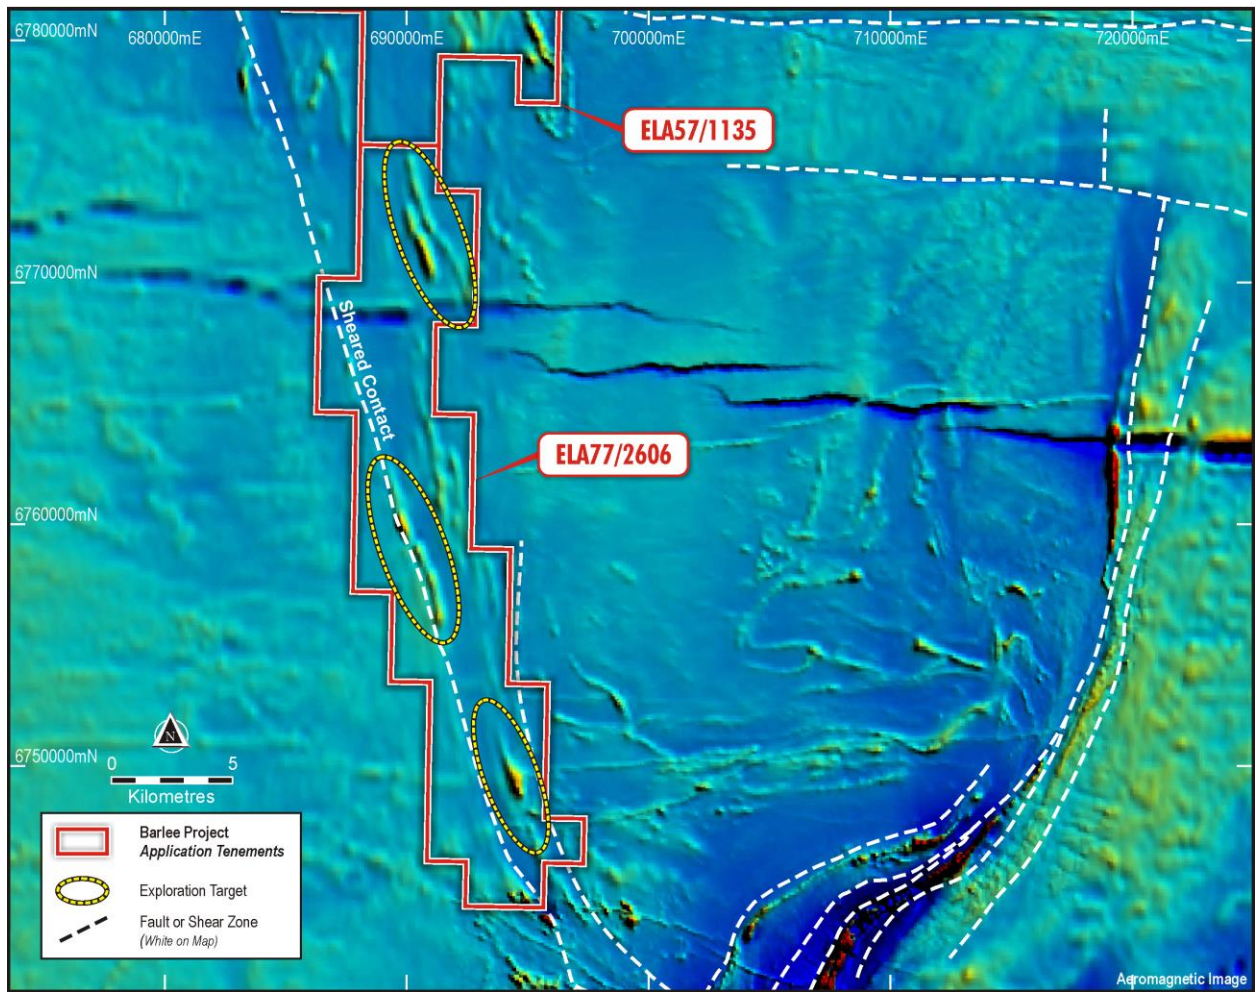 680000mE
690000mE
700000mE
710000mE
720000mE
6780000mN
ELA57/1135
6770000mN
Sheared Contact
ELA77/2606
6760000mN
6750000mN
N
0 5
Kilometres
Barlee Project
Application Tenements
Exploration Target
Fault or Shear Zone
(White on Map)
Aeromagnetic Image